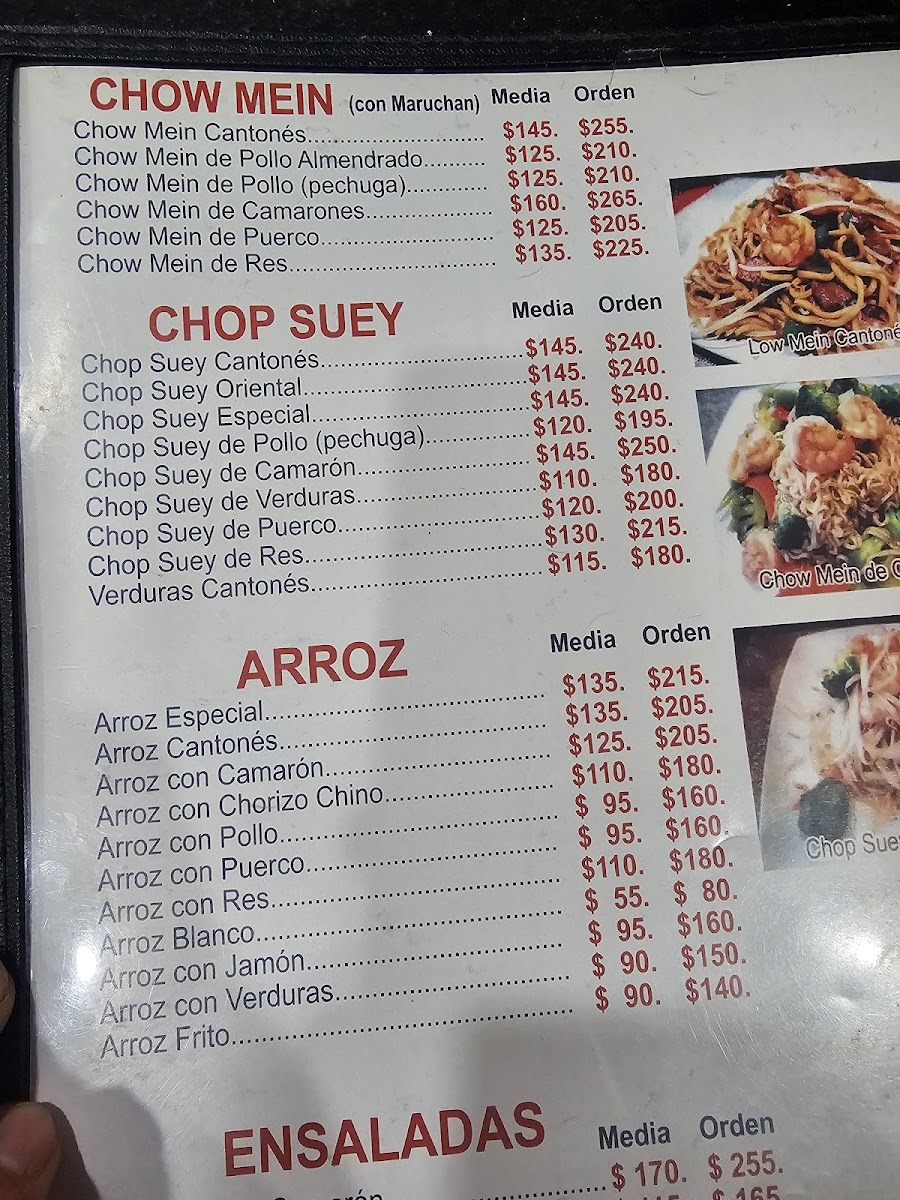 CHOW MEIN (con Maruchan) Media Orden
Chow Mein Cantonés.......................... $145. $255.
Chow Mein de Pollo Almendrado.......... $125. $210.
Chow Mein de Pollo (pechuga)............. $125. $210.
Chow Mein de Camarones.................... $160. $265.
Chow Mein de Puerco........................... $125. $205.
Chow Mein de Res................................ $135. $225.
Low Mein Cantoné
CHOP SUEY Media Orden
Chop Suey Cantonés..............................$145. $240.
Chop Suey Oriental................................$145. $240.
Chop Suey Especial...............................$145. $240.
Chop Suey de Pollo (pechuga)...............$120. $195.
Chop Suey de Camarón.........................$145. $250.
Chop Suey de Verduras..........................$110. $180.
Chop Suey de Puerco.............................$120. $200.
Chop Suey de Res..................................$130. $215.
Verduras Cantonés..................................$115. $180.
Chow Mein de C
ARROZ Media Orden
Arroz Especial....................................... $135. $215.
Arroz Cantonés..................................... $135. $205.
Arroz con Camarón............................... $125. $205.
Arroz con Chorizo Chino....................... $110. $180.
Arroz con Pollo...................................... $ 95. $160.
Arroz con Puerco.................................. $ 95. $160.
Arroz con Res....................................... $110. $180.
Arroz Blanco.......................................... $ 55. $ 80.
Arroz con Jamón................................... $ 95. $160.
Arroz con Verduras................................ $ 90. $150.
Arroz Frito.............................................. $ 90. $140.
Chop Suey
ENSALADAS Media Orden
$ 170. $ 255.